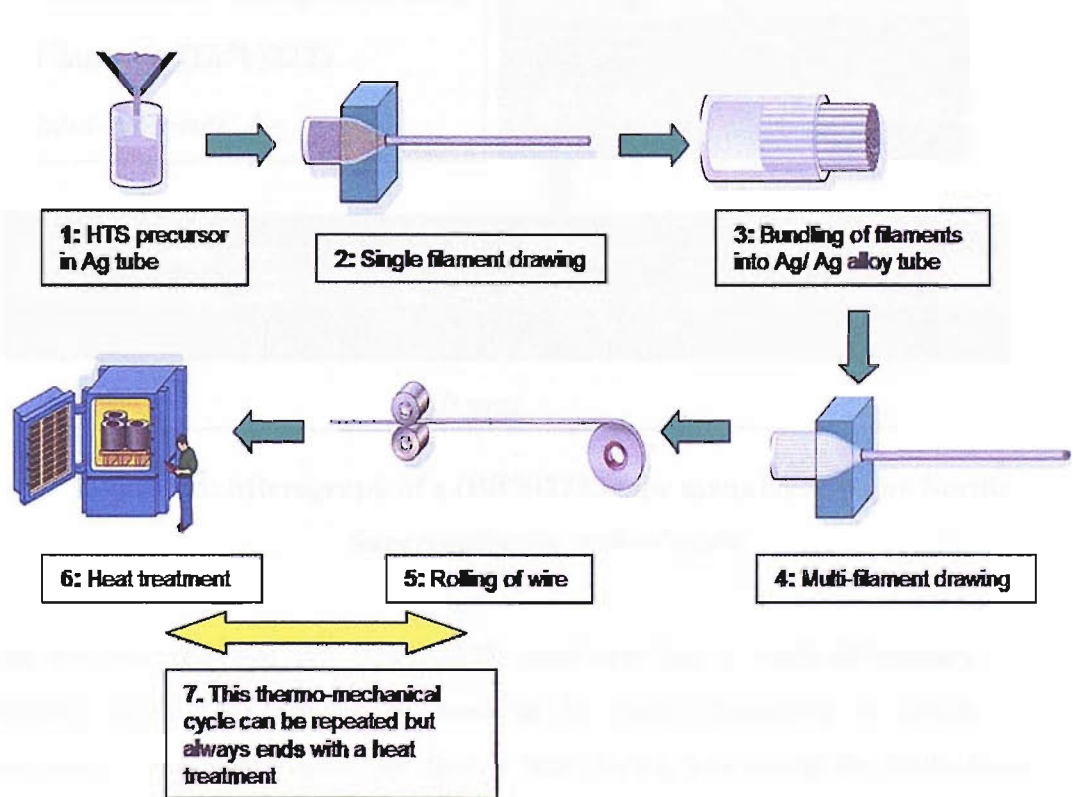 1: HTS precursor
in Ag tube
2: Single filament drawing
3: Bundling of filaments
into Ag/ Ag alloy tube
4: Multi-filament drawing
5: Rolling of wire
6: Heat treatment
7. This thermo-mechanical
cycle can be repeated but
always ends with a heat
treatment